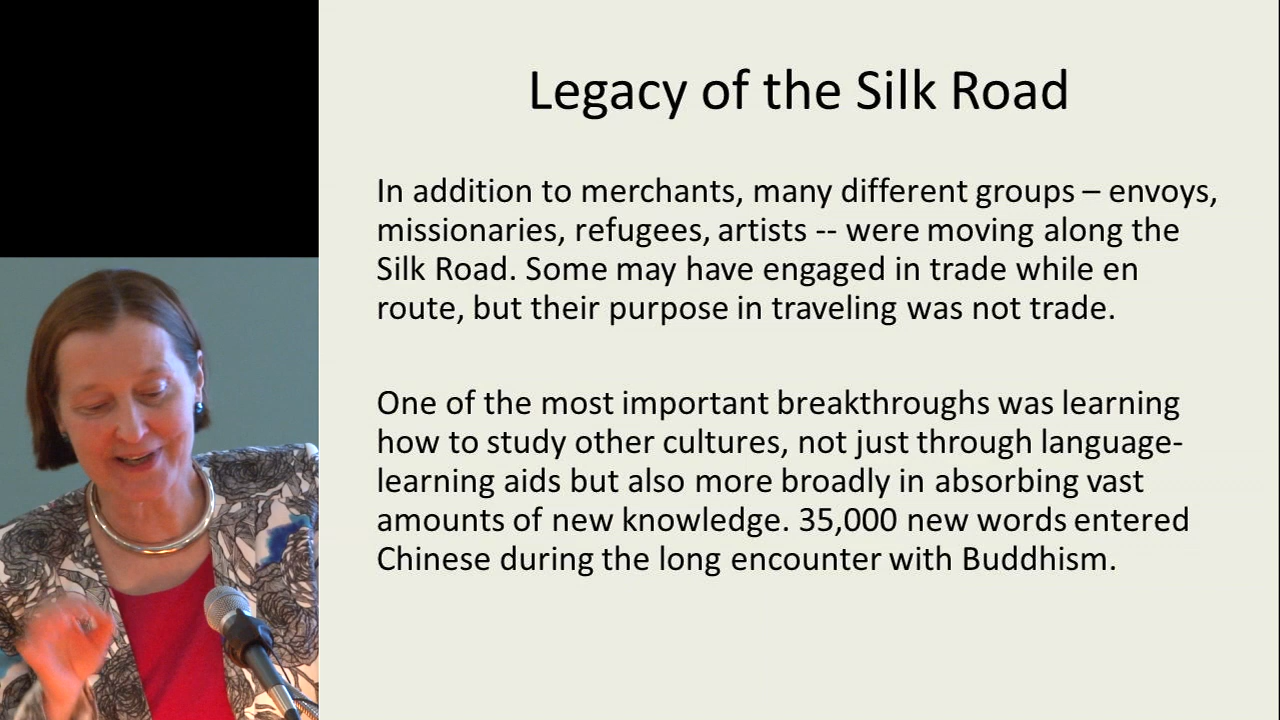 Legacy of the Silk Road
In addition to merchants, many different groups – envoys,
missionaries, refugees, artists -- were moving along the
Silk Road. Some may have engaged in trade while en
route, but their purpose in traveling was not trade.
One of the most important breakthroughs was learning
how to study other cultures, not just through language-
learning aids but also more broadly in absorbing vast
amounts of new knowledge. 35,000 new words entered
Chinese during the long encounter with Buddhism.